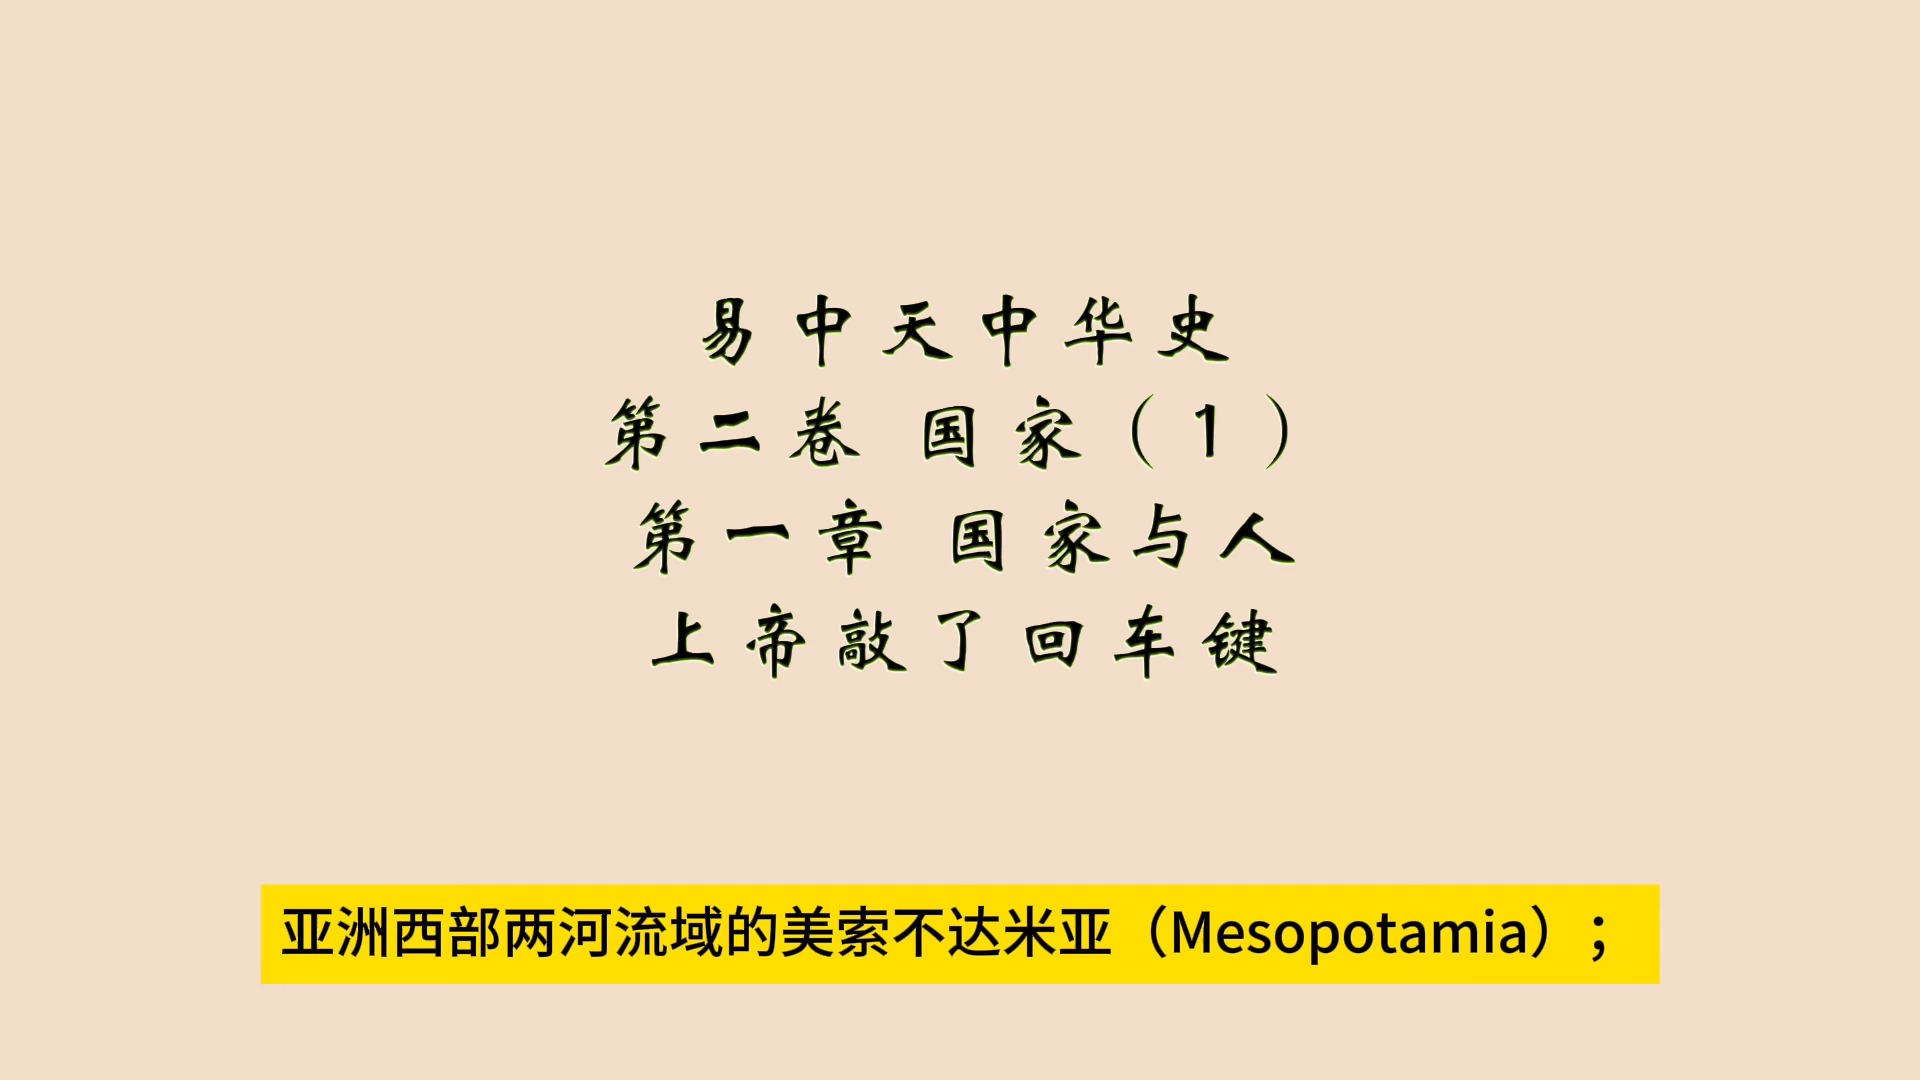 易中天中华史
第二卷 国家（1）
第一章 国家与人
上帝敲了回车键
亚洲西部两河流域的美索不达米亚（Mesopotamia）；